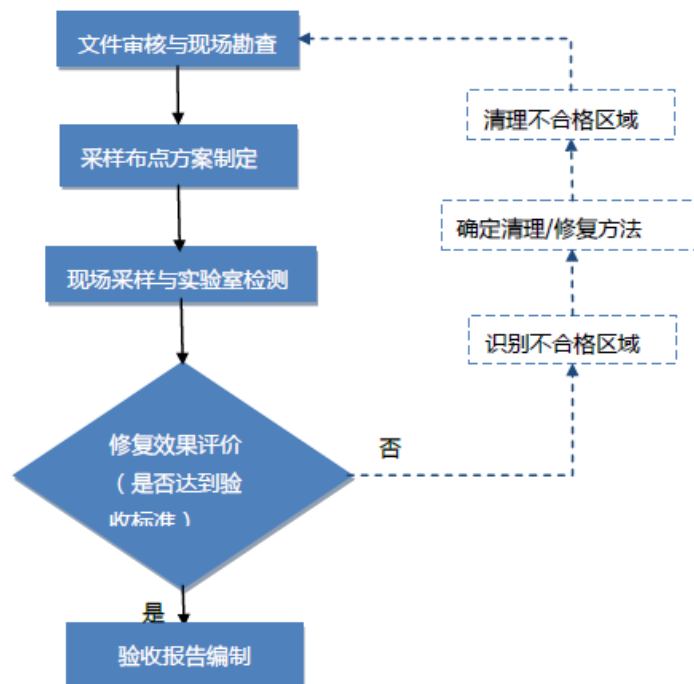 文件审核与现场勘查
清理不合格区域
采样布点方案制定
确定清理/修复方法
现场采样与实验室检测
识别不合格区域
修复效果评价
（是否达到验
收标准）
否
是
验收报告编制